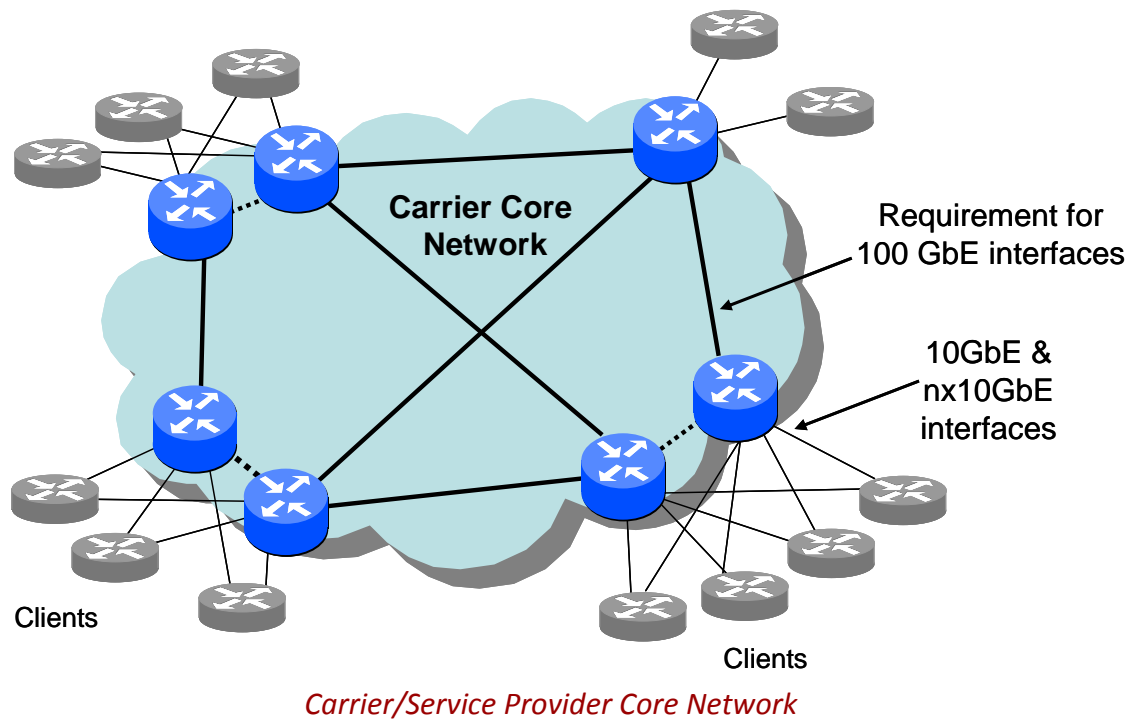 Carrier Core
Network
Requirement for
100 GbE interfaces
10GbE &
nx10GbE
interfaces
Clients
Clients
Carrier/Service Provider Core Network